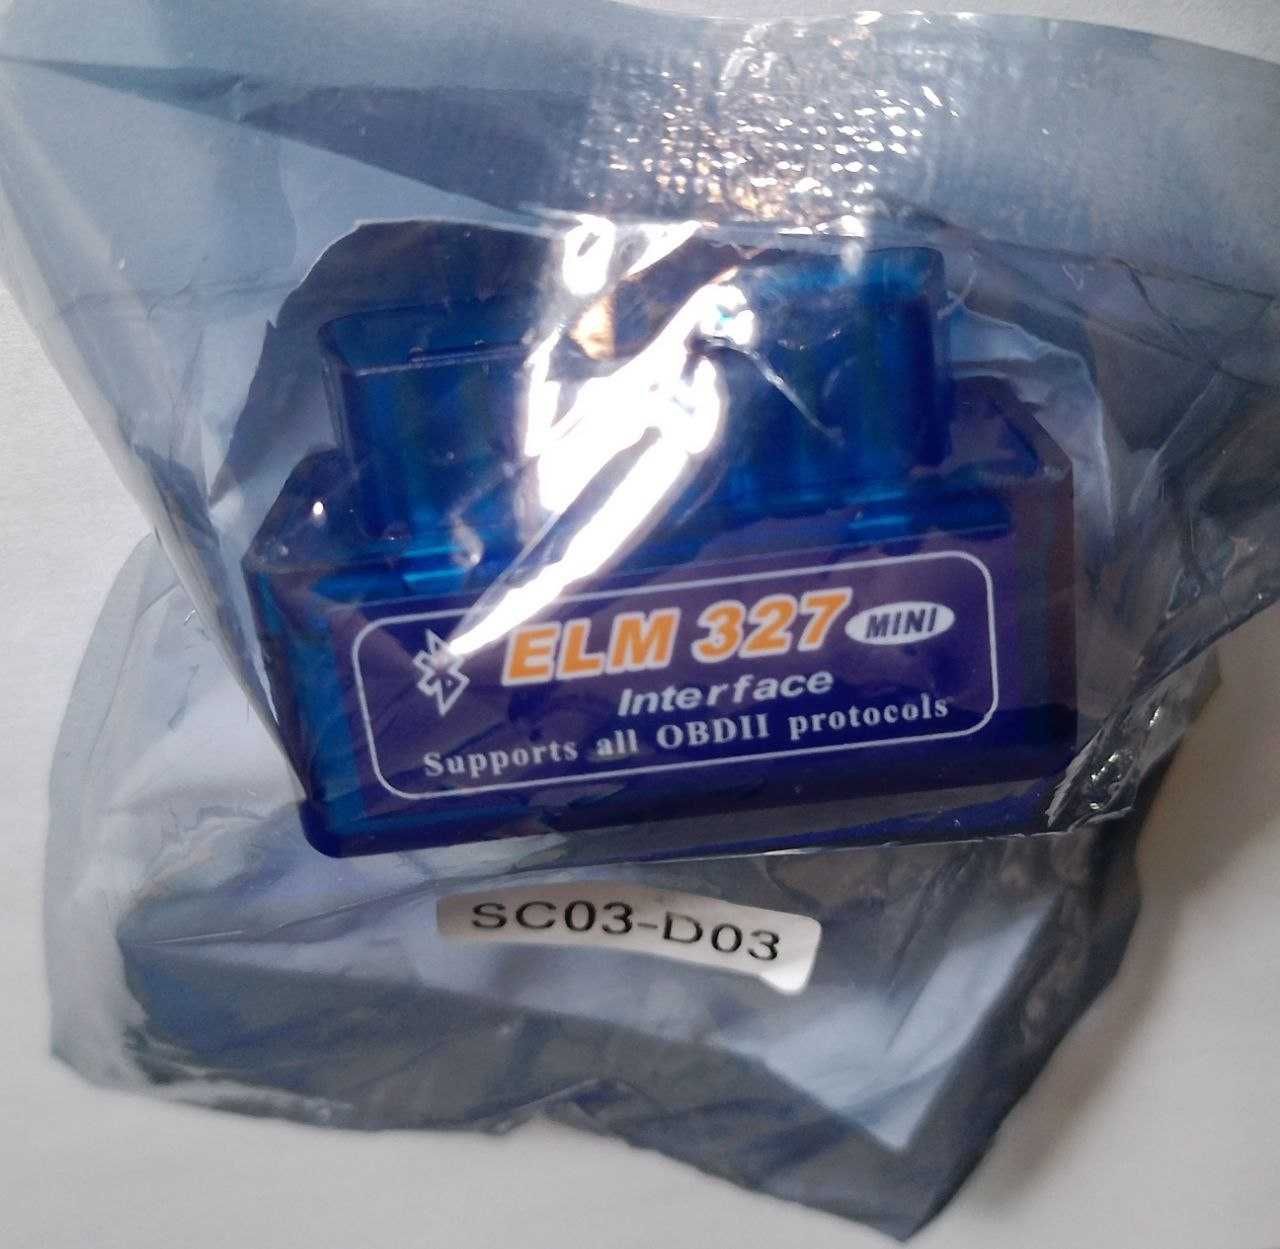 ELM 327 MINI
Interface
Supports all OBDII protocols
SC03-D03